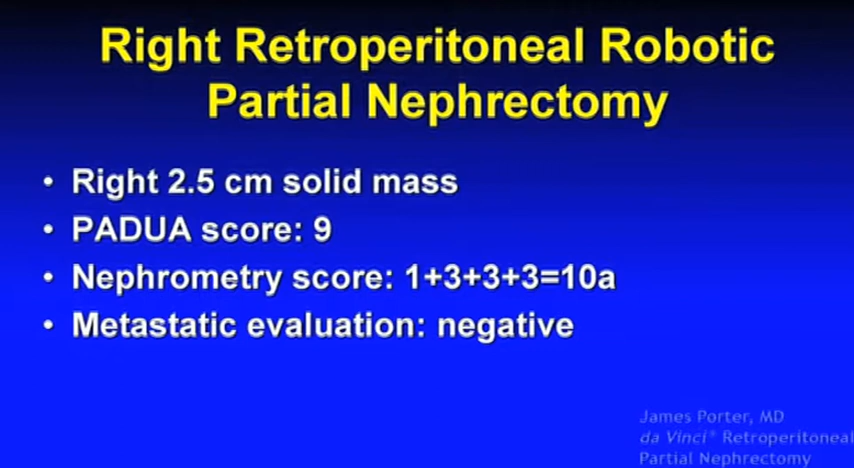 Right Retroperitoneal Robotic
Partial Nephrectomy
• Right 2.5 cm solid mass
• PADUA score: 9
• Nephrometry score: 1+3+3+3=10a
• Metastatic evaluation: negative
James Porter, MD
da Vinci® Retroperitoneal
Partial Nephrectomy